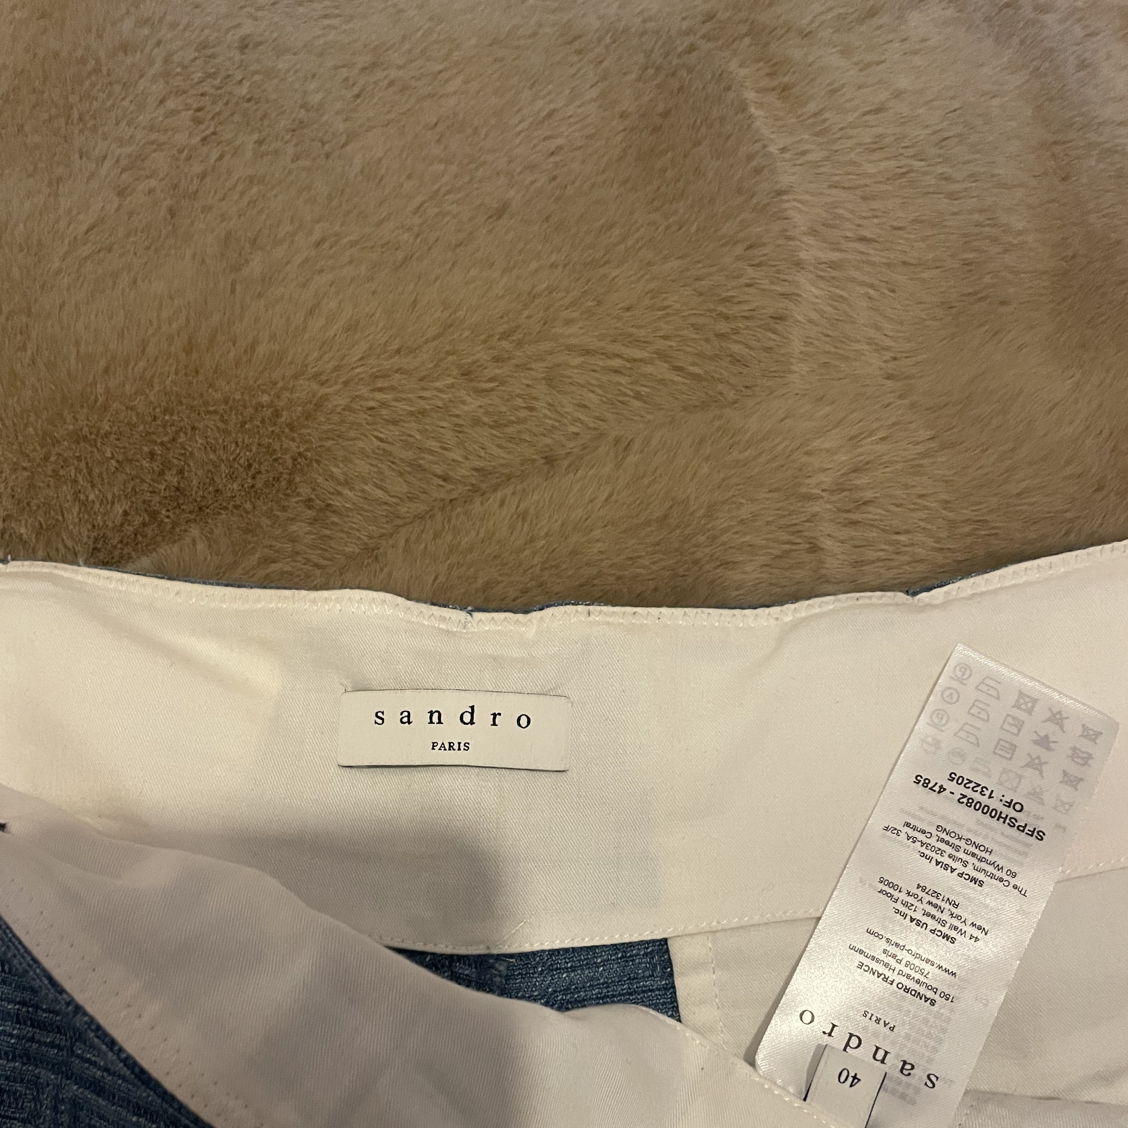 sandro
PARIS
sandro
PARIS
SANDRO FRANCE
150 boulevard Haussmann
75008 Paris
www.sandro-paris.com
SMCP USA Inc.
44 Wall Street, 12th Floor
New York, New York 10005
RN132784
SMCP ASIA Inc.
The Centrium, Suite 3203A-5A, 32/F
60 Wyndham Street, Central
HONG-KONG
SFPSH00082 - 4785
OF: 132205
40